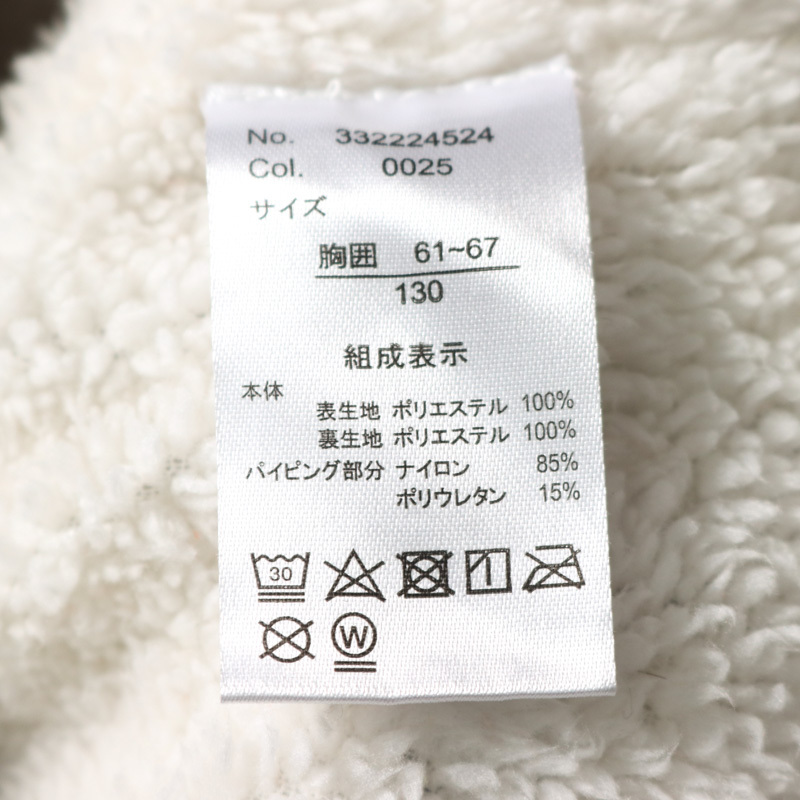 No. 332224524
Col. 0025
サイズ
胸囲 61~67
130
組成表示
本体
表生地 ポリエステル 100%
裏生地 ポリエステル 100%
パイピング部分 ナイロン 85%
ポリウレタン 15%
30
W